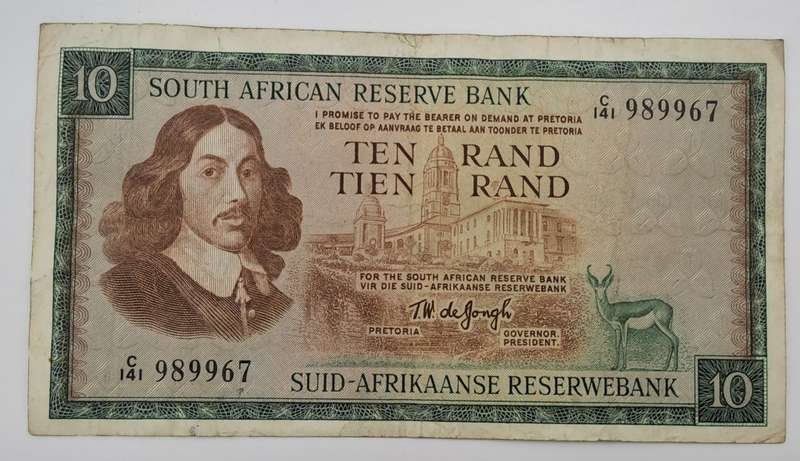 10
SOUTH AFRICAN RESERVE BANK
C/141 989967
I PROMISE TO PAY THE BEARER ON DEMAND AT PRETORIA
EK BELOOF OP AANVRAAG TE BETAAL AAN TOONDER TE PRETORIA
TEN RAND
TIEN RAND
FOR THE SOUTH AFRICAN RESERVE BANK
VIR DIE SUID-AFRIKAANSE RESERWEBANK
T.W. de Jongh
PRETORIA
GOVERNOR.
PRESIDENT.
C/141 989967
SUID-AFRIKAANSE RESERWEBANK
10